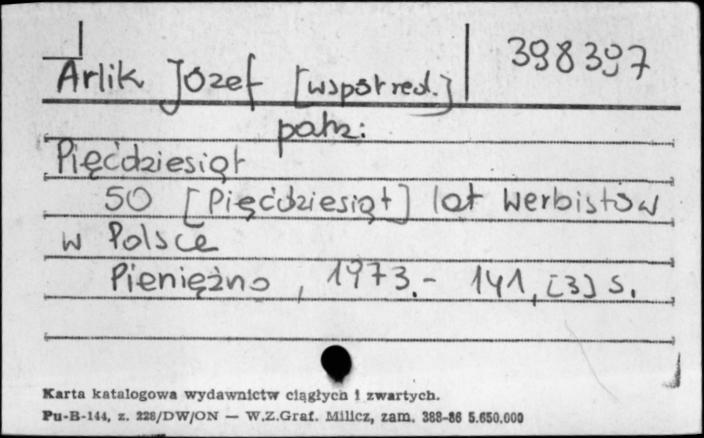 Arlik Józef [współred.] 398397
patrz:
Pięćdziesiąt
50 [Pięćdziesiąt] lat Werbistów
w Polsce
Pieniężno, 1973.- 141, [3] s.
Karta katalogowa wydawnictw ciągłych i zwartych.
Pu-B-144, z. 228/DW/ON — W.Z.Graf. Milicz, zam. 388-86 5.650.000